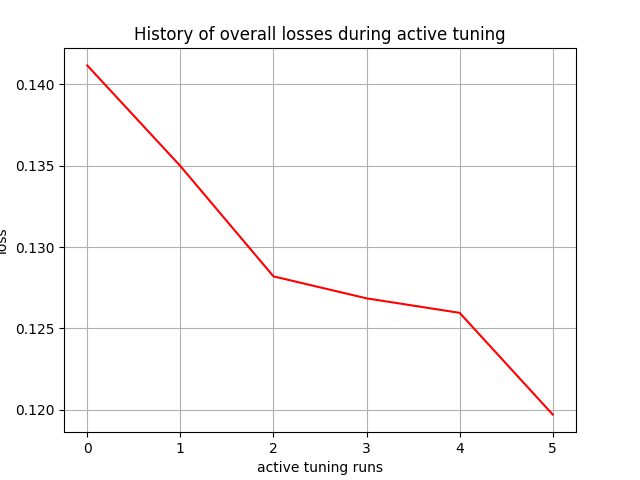 History of overall losses during active tuning
0.140
0.135
0.130
0.125
0.120
loss
0 1 2 3 4 5
active tuning runs